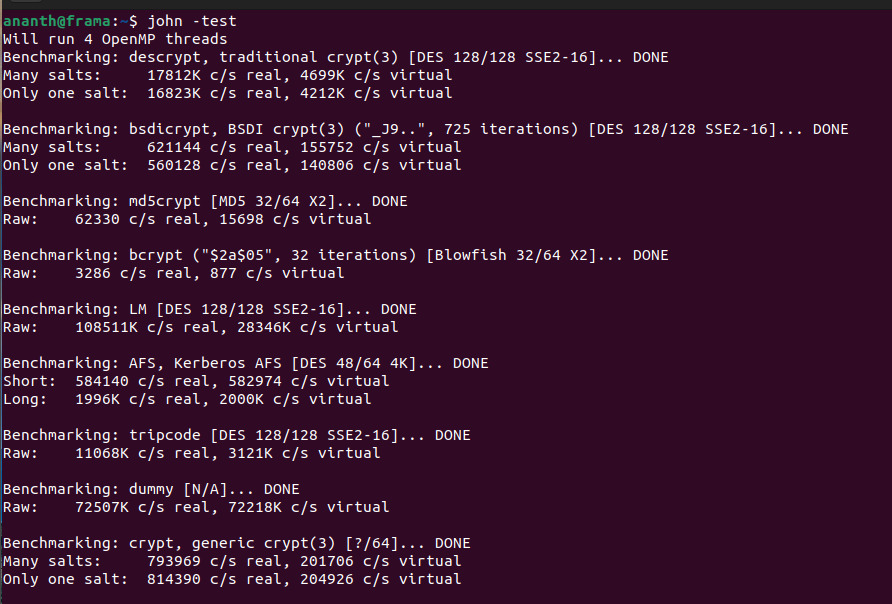 ananth@frama:~$ john -test
Will run 4 OpenMP threads
Benchmarking: descrypt, traditional crypt(3) [DES 128/128 SSE2-16]... DONE
Many salts:     17812K c/s real, 4699K c/s virtual
Only one salt:  16823K c/s real, 4212K c/s virtual

Benchmarking: bsdicrypt, BSDI crypt(3) ("_J9..", 725 iterations) [DES 128/128 SSE2-16]... DONE
Many salts:     621144 c/s real, 155752 c/s virtual
Only one salt:  560128 c/s real, 140806 c/s virtual

Benchmarking: md5crypt [MD5 32/64 X2]... DONE
Raw:    62330 c/s real, 15698 c/s virtual

Benchmarking: bcrypt ("$2a$05", 32 iterations) [Blowfish 32/64 X2]... DONE
Raw:    3286 c/s real, 877 c/s virtual

Benchmarking: LM [DES 128/128 SSE2-16]... DONE
Raw:    108511K c/s real, 28346K c/s virtual

Benchmarking: AFS, Kerberos AFS [DES 48/64 4K]... DONE
Short:  584140 c/s real, 582974 c/s virtual
Long:   1996K c/s real, 2000K c/s virtual

Benchmarking: tripcode [DES 128/128 SSE2-16]... DONE
Raw:    11068K c/s real, 3121K c/s virtual

Benchmarking: dummy [N/A]... DONE
Raw:    72507K c/s real, 72218K c/s virtual

Benchmarking: crypt, generic crypt(3) [?/64]... DONE
Many salts:     793969 c/s real, 201706 c/s virtual
Only one salt:  814390 c/s real, 204926 c/s virtual